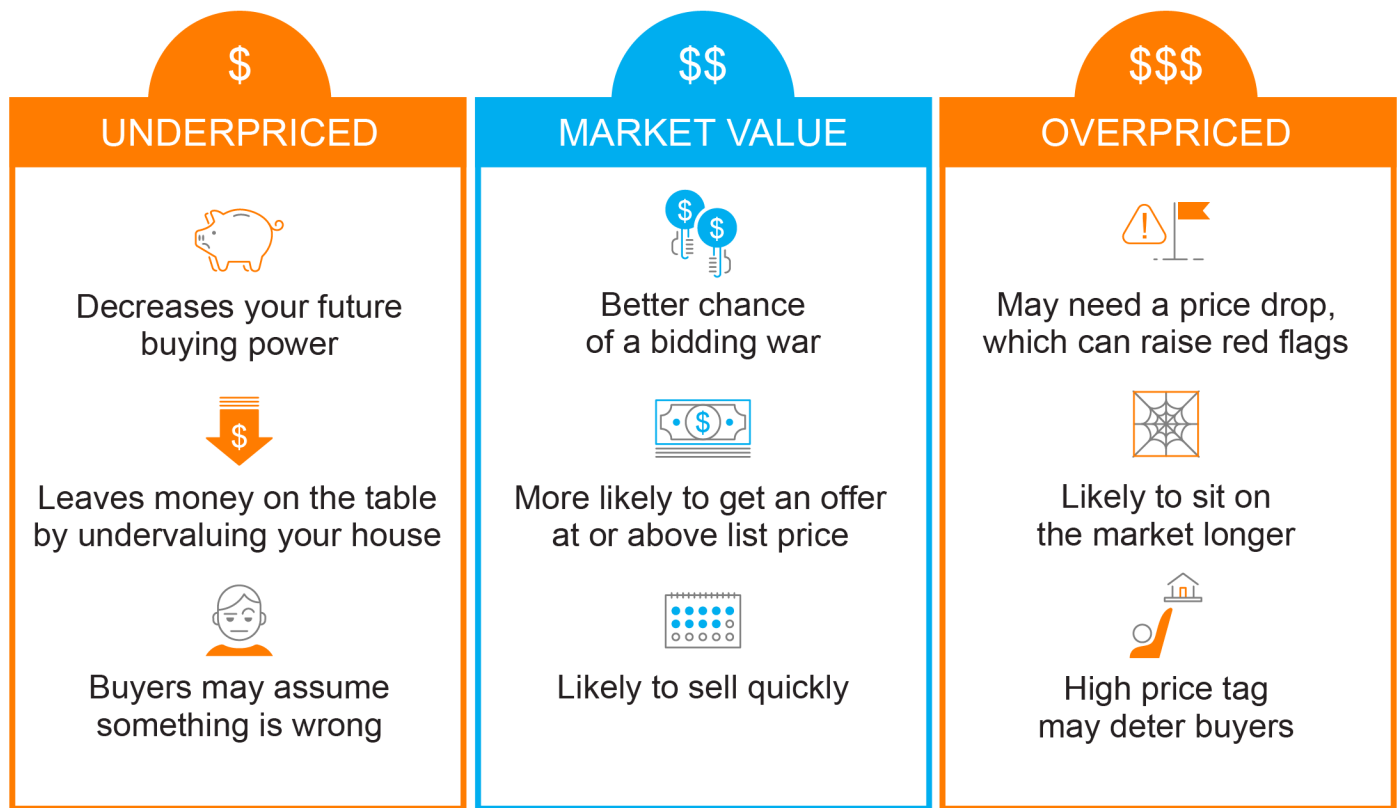 $
UNDERPRICED
Decreases your future
buying power
$
Leaves money on the table
by undervaluing your house
Buyers may assume
something is wrong
$$
MARKET VALUE
$
$
Better chance
of a bidding war
$
More likely to get an offer
at or above list price
Likely to sell quickly
$$$
OVERPRICED
!
May need a price drop,
which can raise red flags
Likely to sit on
the market longer
High price tag
may deter buyers